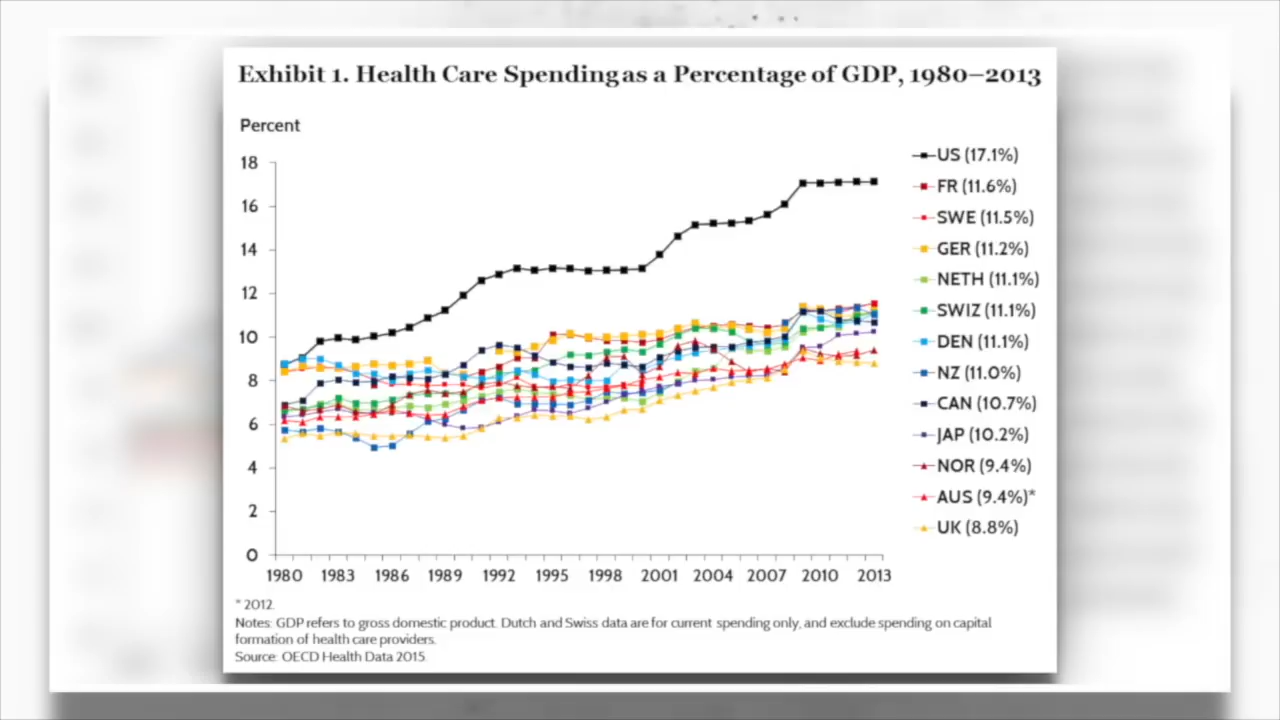 Exhibit 1. Health Care Spending as a Percentage of GDP, 1980–2013
Percent
18
16
14
12
10
8
6
4
2
0
1980 1983 1986 1989 1992 1995 1998 2001 2004 2007 2010 2013
US (17.1%)
FR (11.6%)
SWE (11.5%)
GER (11.2%)
NETH (11.1%)
SWIZ (11.1%)
DEN (11.1%)
NZ (11.0%)
CAN (10.7%)
JAP (10.2%)
NOR (9.4%)
AUS (9.4%)*
UK (8.8%)
* 2012.
Notes: GDP refers to gross domestic product. Dutch and Swiss data are for current spending only, and exclude spending on capital
formation of health care providers.
Source: OECD Health Data 2015.